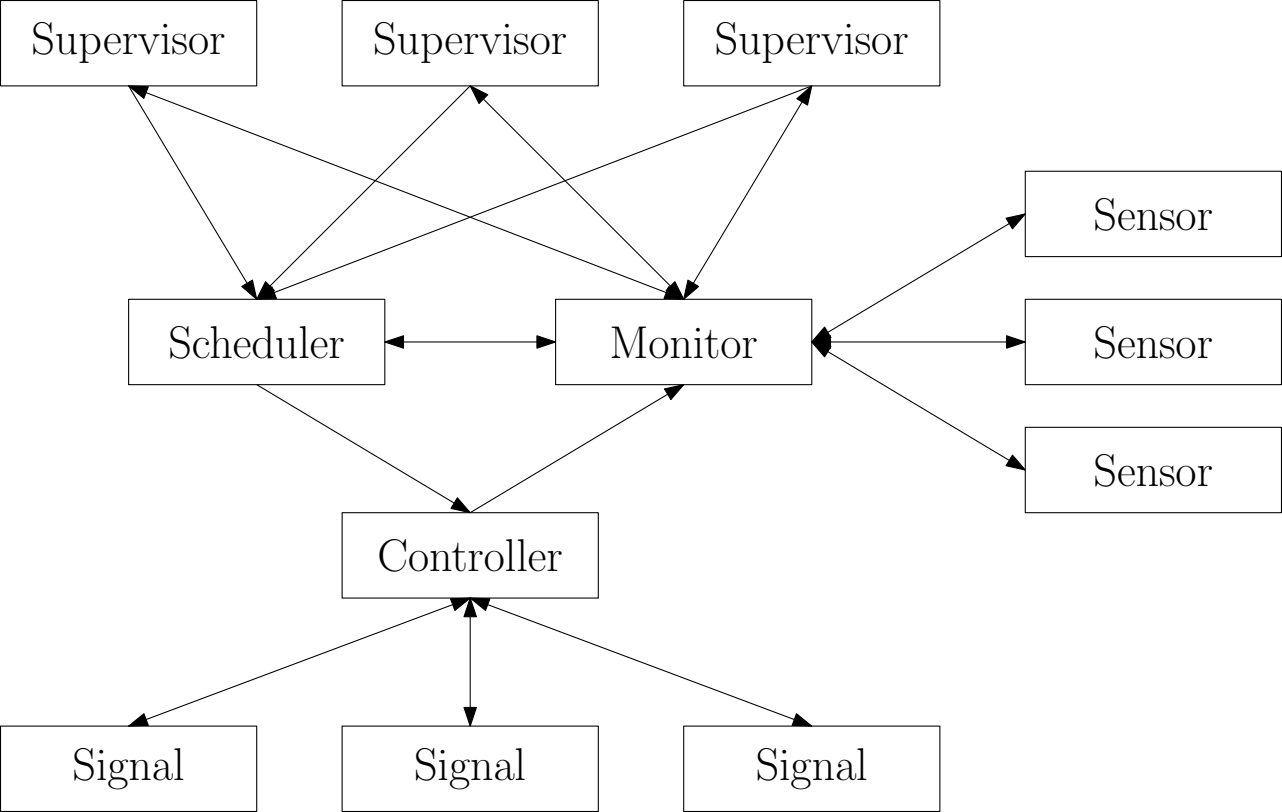 Supervisor
Supervisor
Supervisor
Sensor
Scheduler
Monitor
Sensor
Sensor
Controller
Signal
Signal
Signal